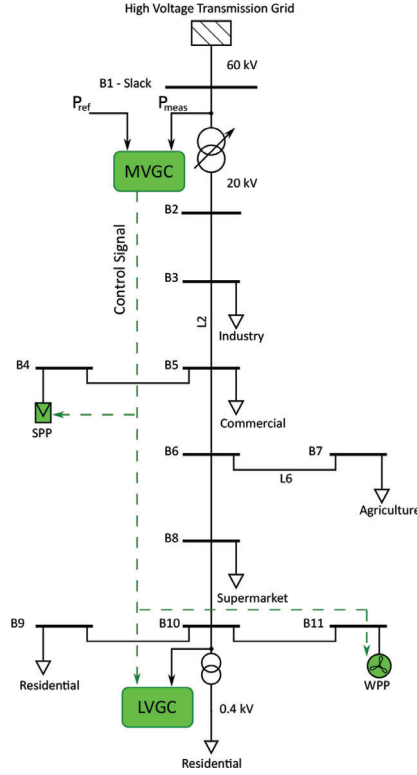 High Voltage Transmission Grid
60 kV
B1 - Slack
Pref
Pmeas
MVGC
20 kV
B2
Control Signal
B3
L2
Industry
B4
B5
SPP
Commercial
B6
B7
L6
Agriculture
B8
Supermarket
B9
B10
B11
Residential
WPP
LVGC
0.4 kV
Residential